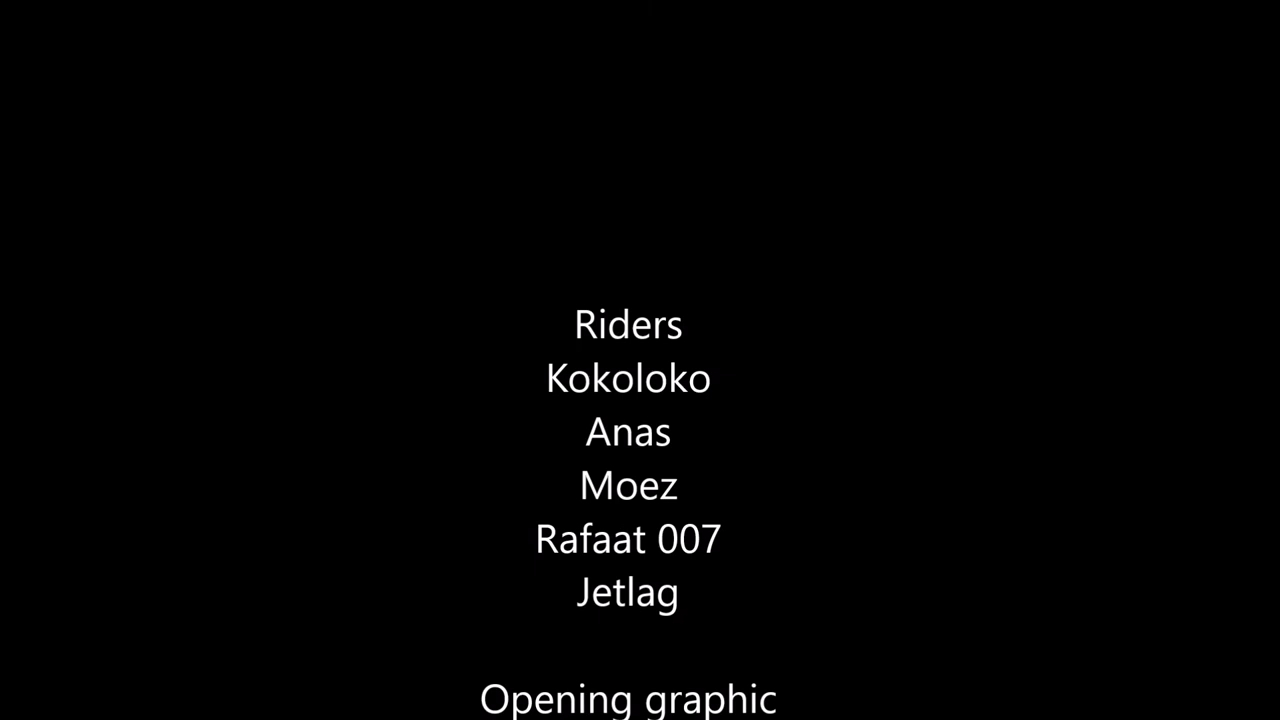 Riders
Kokoloko
Anas
Moez
Rafaat 007
Jetlag
Opening graphic